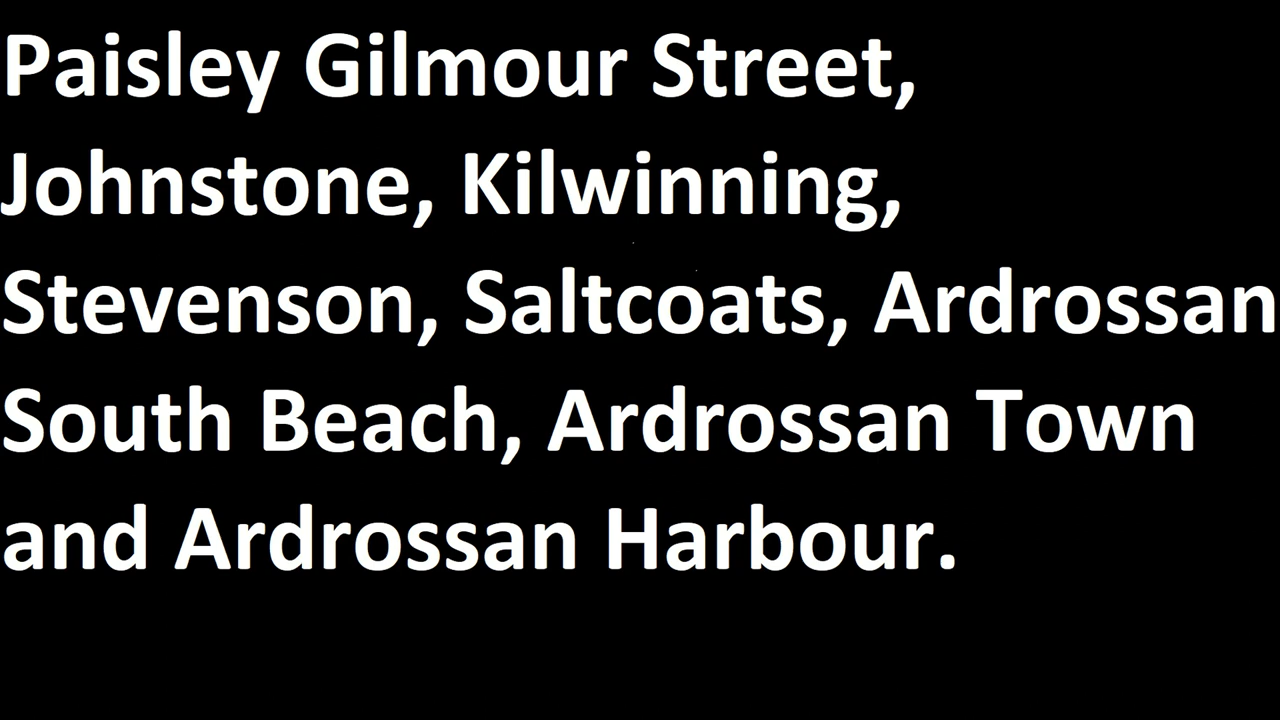 Paisley Gilmour Street,
Johnstone, Kilwinning,
Stevenson, Saltcoats, Ardrossan
South Beach, Ardrossan Town
and Ardrossan Harbour.